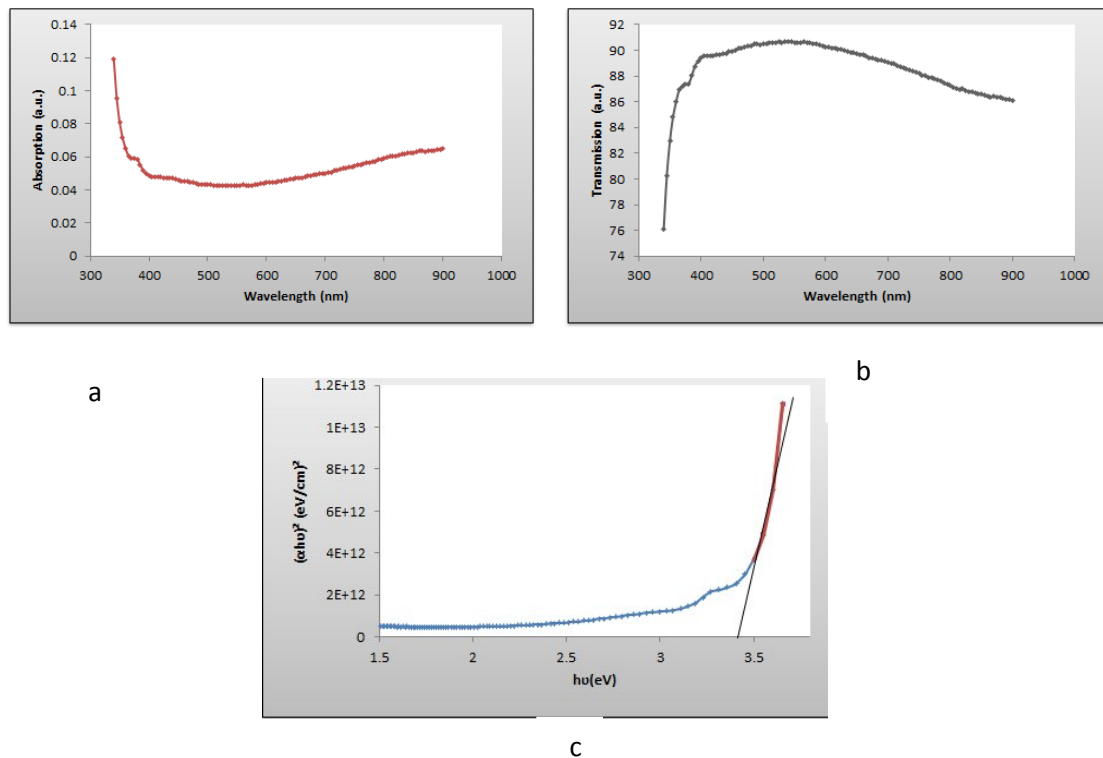 0.14
0.12
0.1
0.08
0.06
0.04
0.02
0
Absorption (a.u.)
300 400 500 600 700 800 900 1000
Wavelength (nm)
92
90
88
86
84
82
80
78
76
74
Transmission (a.u.)
300 400 500 600 700 800 900 1000
Wavelength (nm)
a
b
1.2E+13
1E+13
8E+12
6E+12
4E+12
2E+12
0
(αhυ)² (eV/cm)²
1.5 2 2.5 3 3.5
hυ(eV)
c